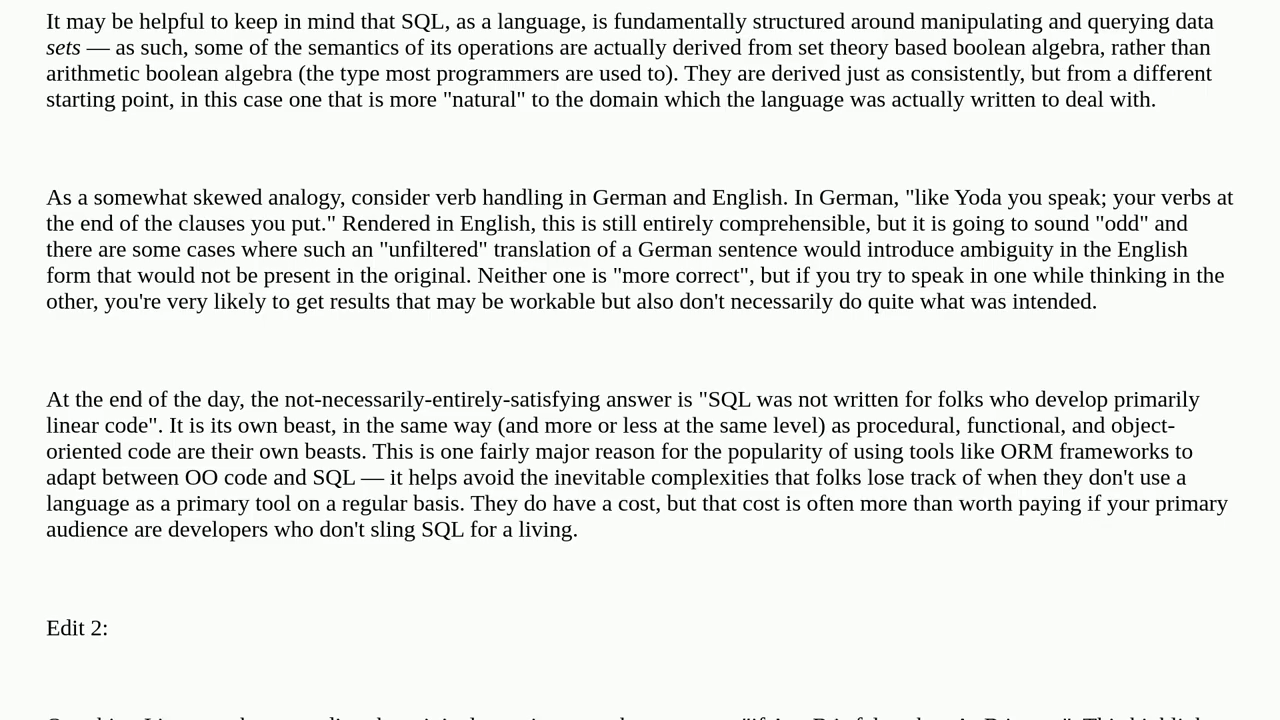 It may be helpful to keep in mind that SQL, as a language, is fundamentally structured around manipulating and querying data
sets — as such, some of the semantics of its operations are actually derived from set theory based boolean algebra, rather than
arithmetic boolean algebra (the type most programmers are used to). They are derived just as consistently, but from a different
starting point, in this case one that is more "natural" to the domain which the language was actually written to deal with.
As a somewhat skewed analogy, consider verb handling in German and English. In German, "like Yoda you speak; your verbs at
the end of the clauses you put." Rendered in English, this is still entirely comprehensible, but it is going to sound "odd" and
there are some cases where such an "unfiltered" translation of a German sentence would introduce ambiguity in the English
form that would not be present in the original. Neither one is "more correct", but if you try to speak in one while thinking in the
other, you're very likely to get results that may be workable but also don't necessarily do quite what was intended.
At the end of the day, the not-necessarily-entirely-satisfying answer is "SQL was not written for folks who develop primarily
linear code". It is its own beast, in the same way (and more or less at the same level) as procedural, functional, and object-
oriented code are their own beasts. This is one fairly major reason for the popularity of using tools like ORM frameworks to
adapt between OO code and SQL — it helps avoid the inevitable complexities that folks lose track of when they don't use a
language as a primary tool on a regular basis. They do have a cost, but that cost is often more than worth paying if your primary
audience are developers who don't sling SQL for a living.
Edit 2: